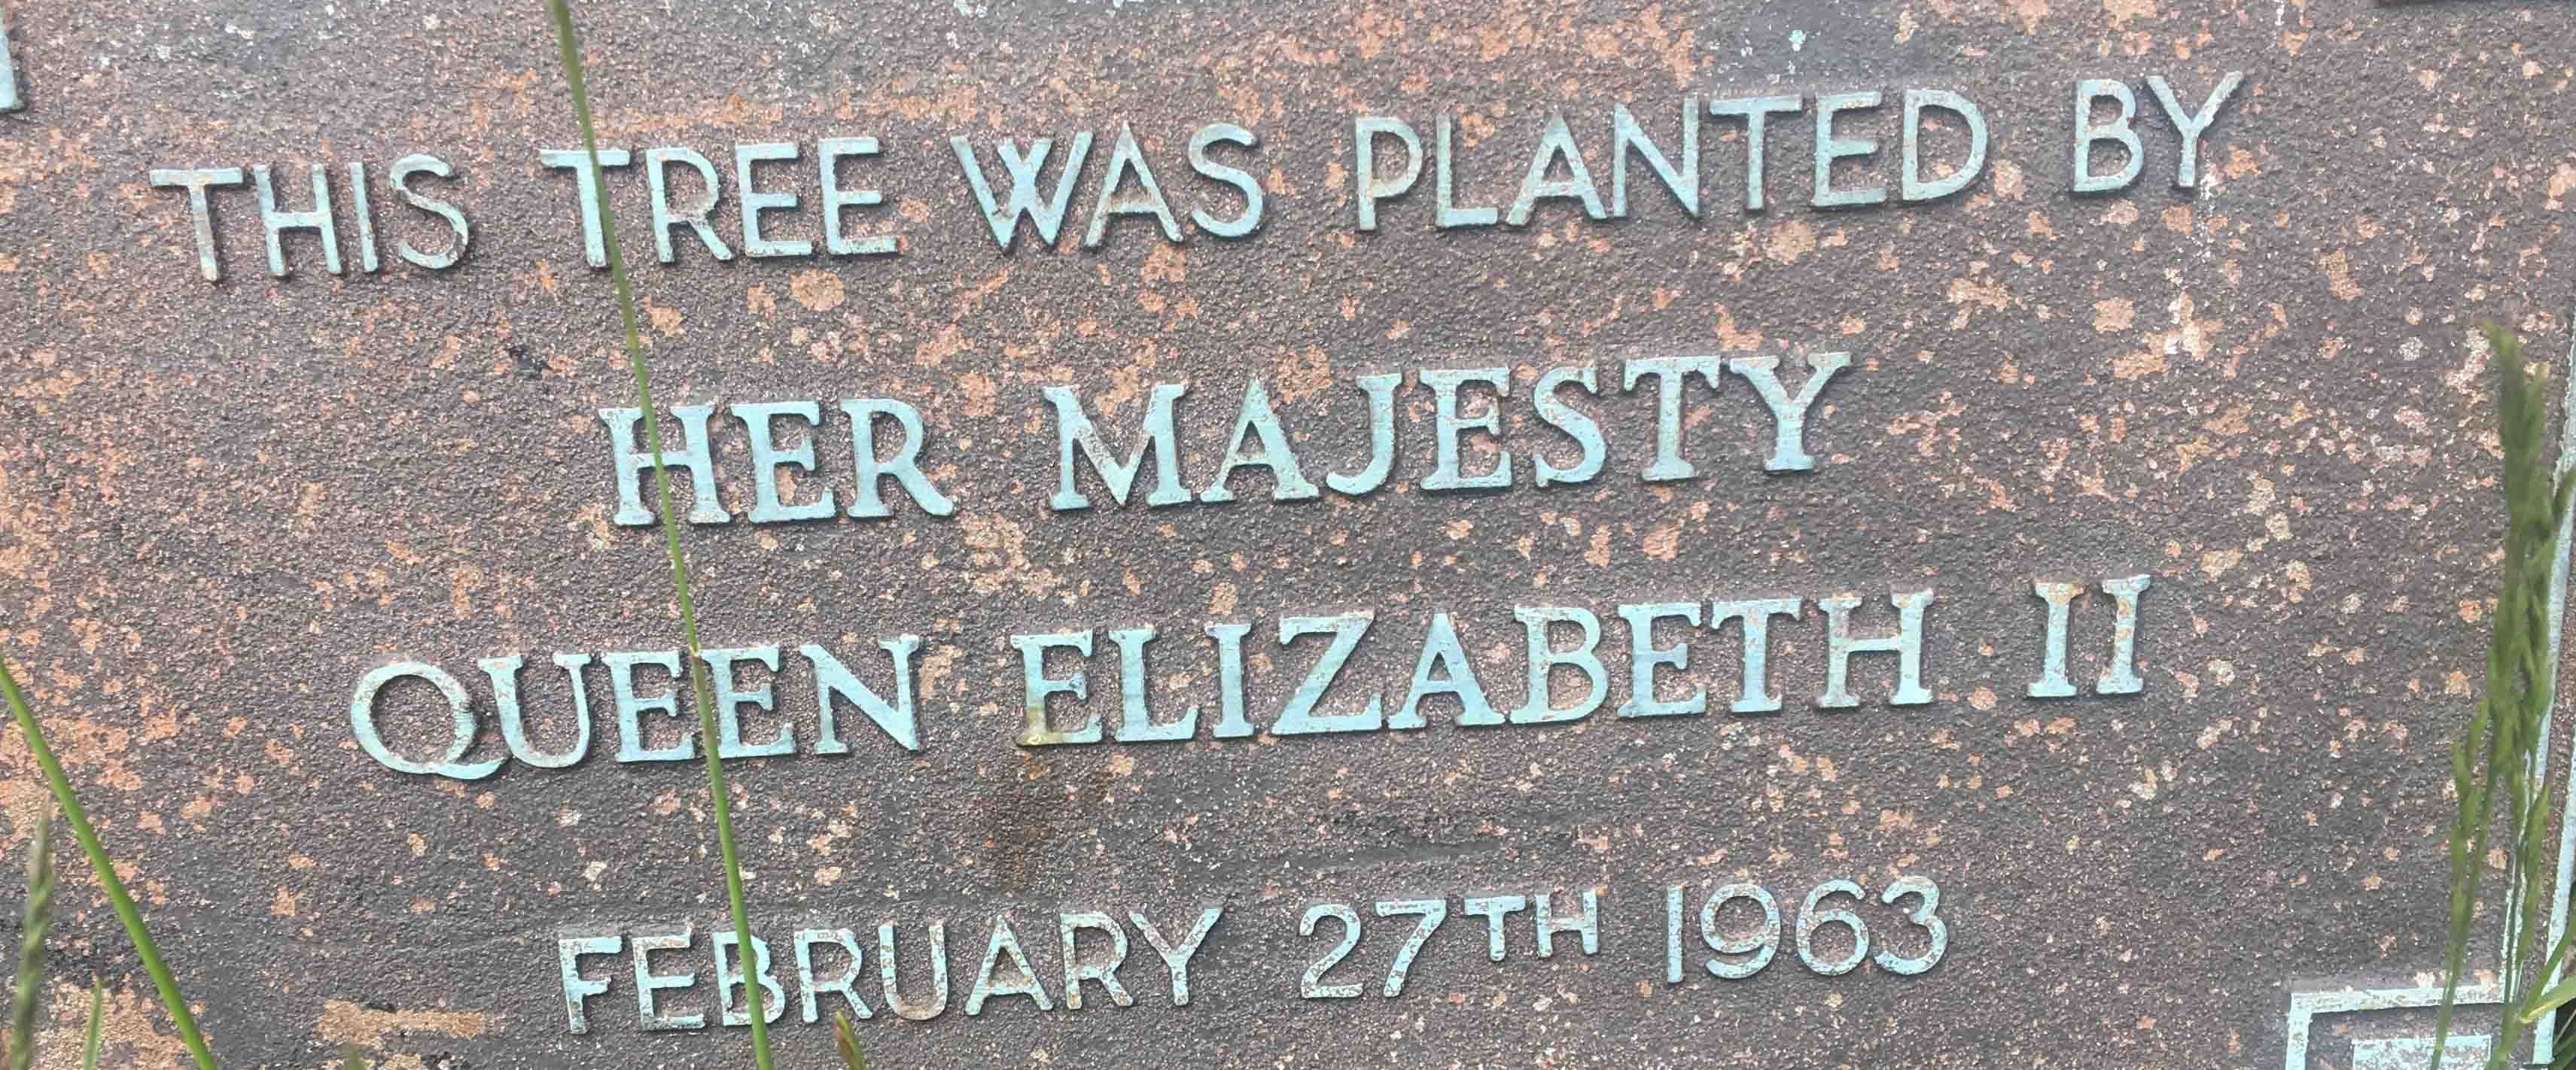 THIS TREE WAS PLANTED BY
HER MAJESTY
QUEEN ELIZABETH II
FEBRUARY 27TH 1963